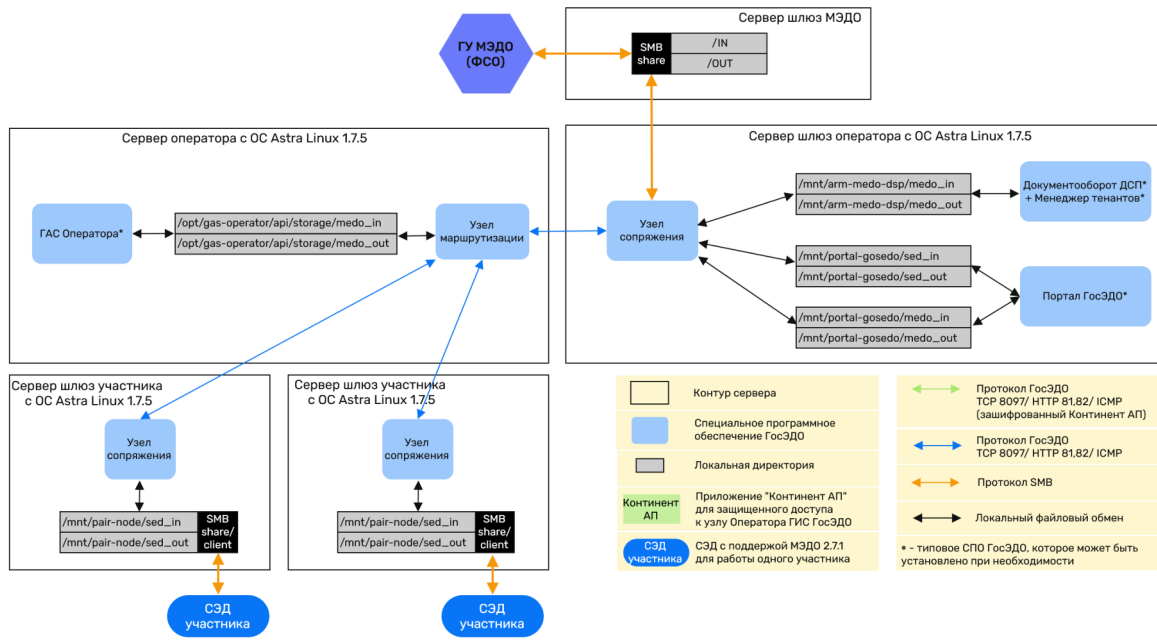 Сервер шлюз МЭДО
ГУ МЭДО
(ФСО)
SMB
share
/IN
/OUT
Сервер оператора с ОС Astra Linux 1.7.5
ГАС Оператора*
/opt/gas-operator/api/storage/medo_in
/opt/gas-operator/api/storage/medo_out
Узел
маршрутизации
Сервер шлюз оператора с ОС Astra Linux 1.7.5
Узел
сопряжения
/mnt/arm-medo-dsp/medo_in
/mnt/arm-medo-dsp/medo_out
Документооборот ДСП*
+ Менеджер тенантов*
/mnt/portal-gosedo/sed_in
/mnt/portal-gosedo/sed_out
Портал ГосЭДО*
/mnt/portal-gosedo/medo_in
/mnt/portal-gosedo/medo_out
Сервер шлюз участника
с ОС Astra Linux 1.7.5
Узел
сопряжения
/mnt/pair-node/sed_in
/mnt/pair-node/sed_out
SMB
share/
client
СЭД
участника
Сервер шлюз участника
с ОС Astra Linux 1.7.5
Узел
сопряжения
/mnt/pair-node/sed_in
/mnt/pair-node/sed_out
SMB
share/
client
СЭД
участника
Контур сервера
Специальное программное
обеспечение ГосЭДО
Локальная директория
Континент
АП
Приложение "Континент АП"
для защищенного доступа
к узлу Оператора ГИС ГосЭДО
СЭД
участника
СЭД с поддержкой МЭДО 2.7.1
для работы одного участника
Протокол ГосЭДО
TCP 8097/ HTTP 81,82/ ICMP
(зашифрованный Континент АП)
Протокол ГосЭДО
TCP 8097/ HTTP 81,82/ ICMP
Протокол SMB
Локальный файловый обмен
* - типовое СПО ГосЭДО, которое может быть
установлено при необходимости